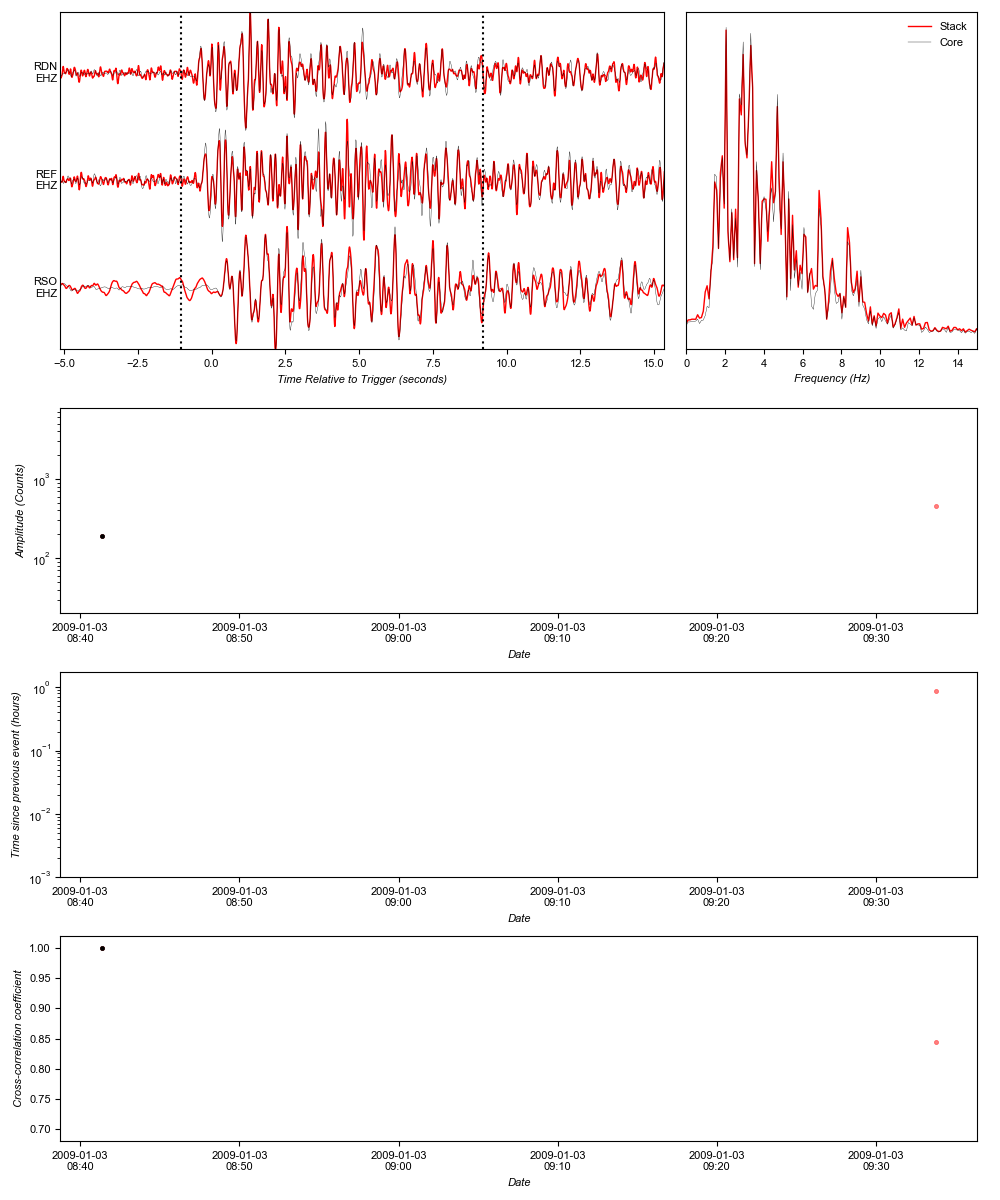 Stack
Core
RDN
EHZ
REF
EHZ
RSO
EHZ
−5.0 −2.5 0.0 2.5 5.0 7.5 10.0 12.5 15.0
Time Relative to Trigger (seconds)
0 2 4 6 8 10 12 14
Frequency (Hz)
Amplitude (Counts)
10³
10²
2009-01-03 2009-01-03 2009-01-03 2009-01-03 2009-01-03 2009-01-03
08:40 08:50 09:00 09:10 09:20 09:30
Date
Time since previous event (hours)
10⁰
10⁻¹
10⁻²
10⁻³
2009-01-03 2009-01-03 2009-01-03 2009-01-03 2009-01-03 2009-01-03
08:40 08:50 09:00 09:10 09:20 09:30
Date
Cross-correlation coefficient
1.00
0.95
0.90
0.85
0.80
0.75
0.70
2009-01-03 2009-01-03 2009-01-03 2009-01-03 2009-01-03 2009-01-03
08:40 08:50 09:00 09:10 09:20 09:30
Date